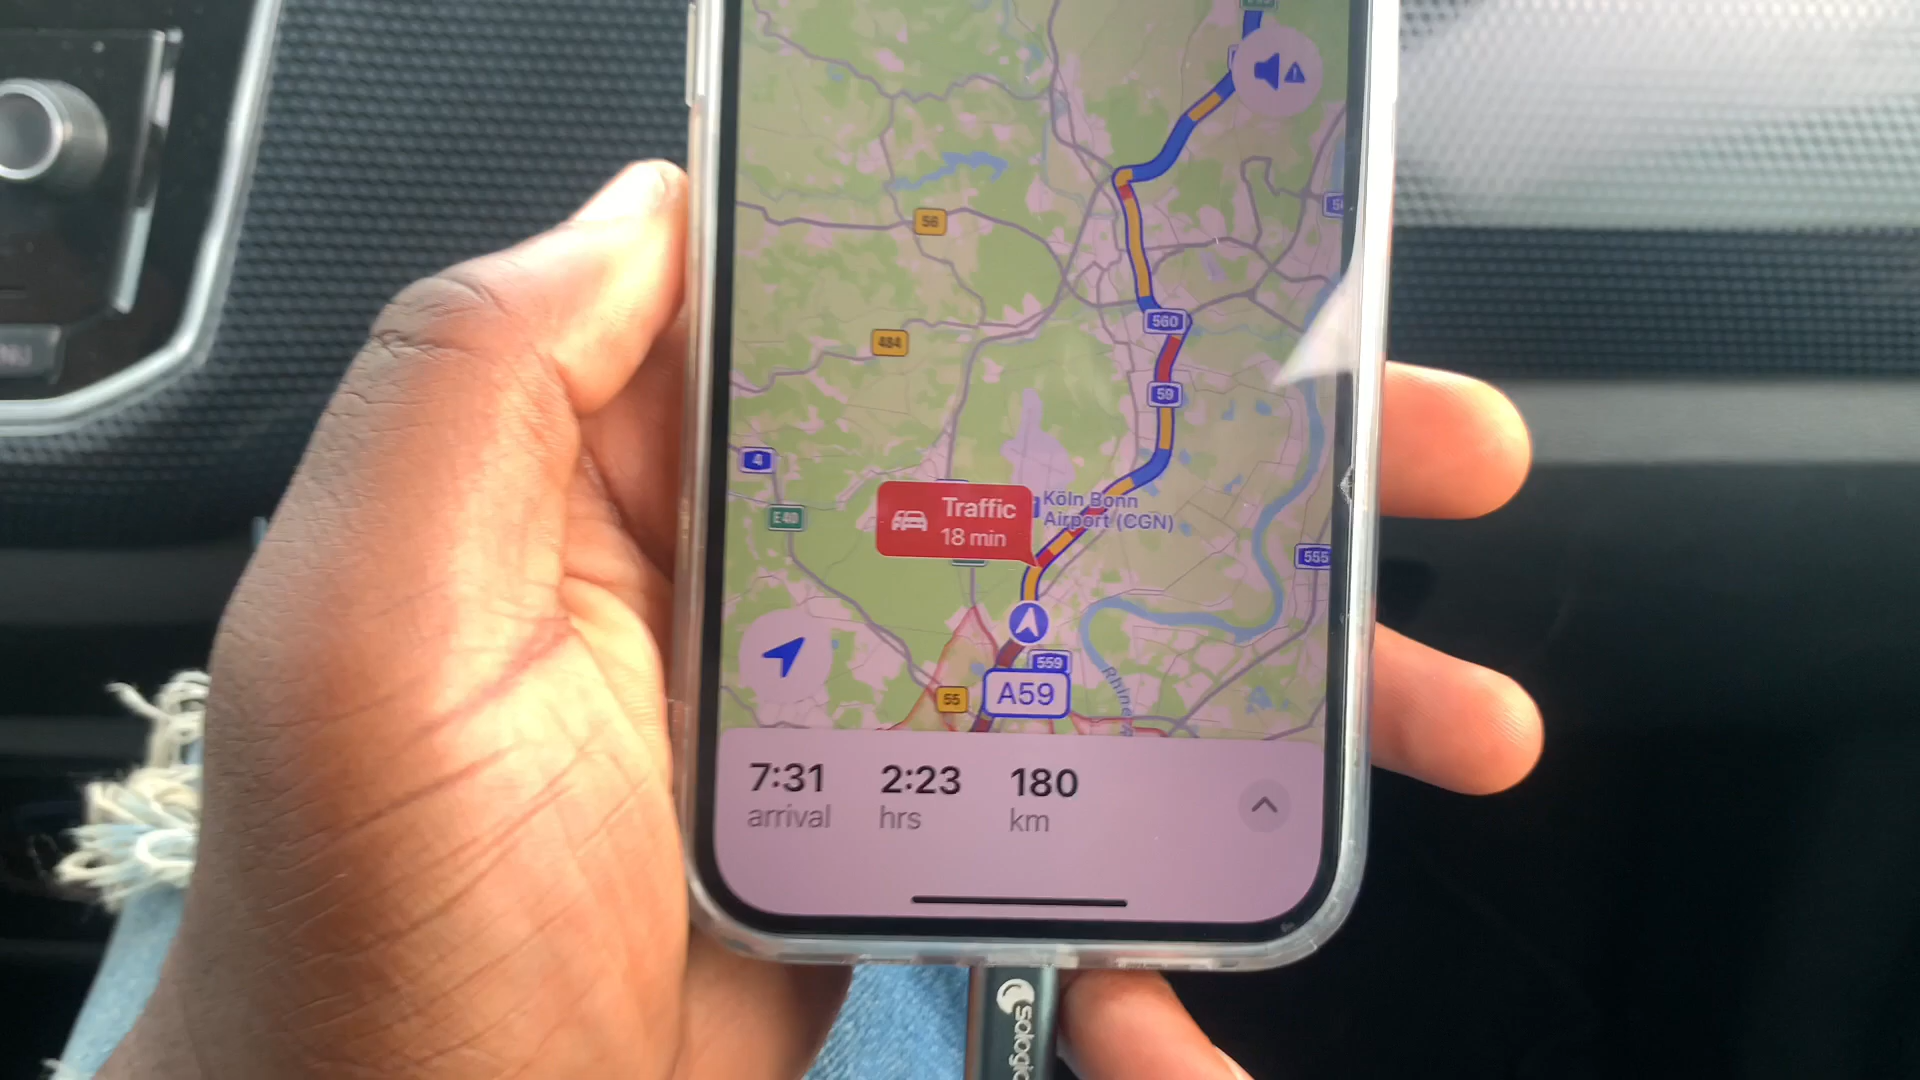 56
484
560
59
4
E40
Traffic
18 min
Köln Bonn
Airport (CGN)
555
559
55
A59
Rhine
7:31
2:23
180
arrival
hrs
km